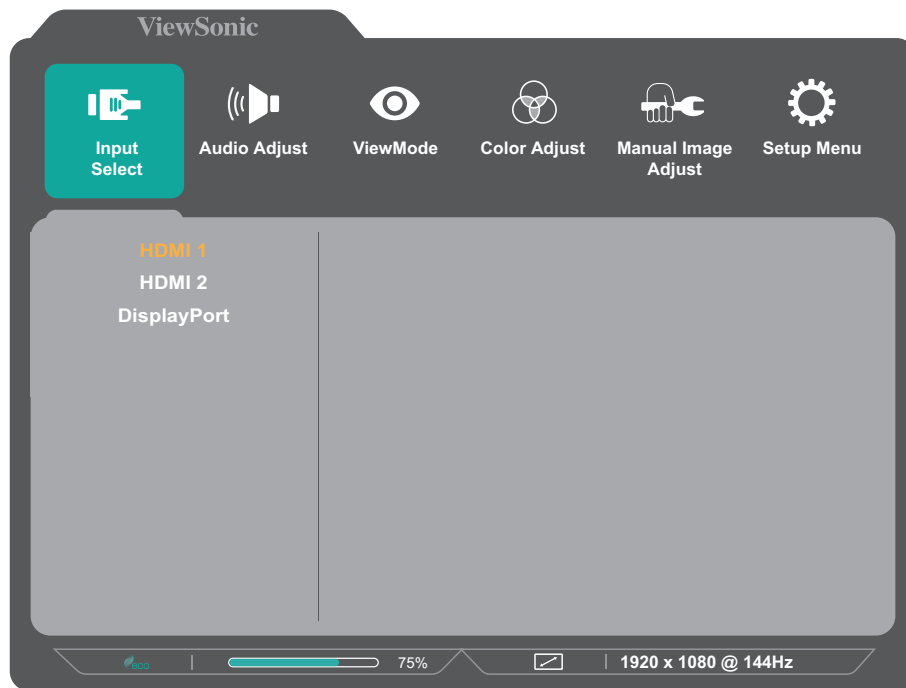 ViewSonic
Input Select
Audio Adjust
ViewMode
Color Adjust
Manual Image Adjust
Setup Menu
HDMI 1
HDMI 2
DisplayPort
ECO
75%
1920 x 1080 @ 144Hz